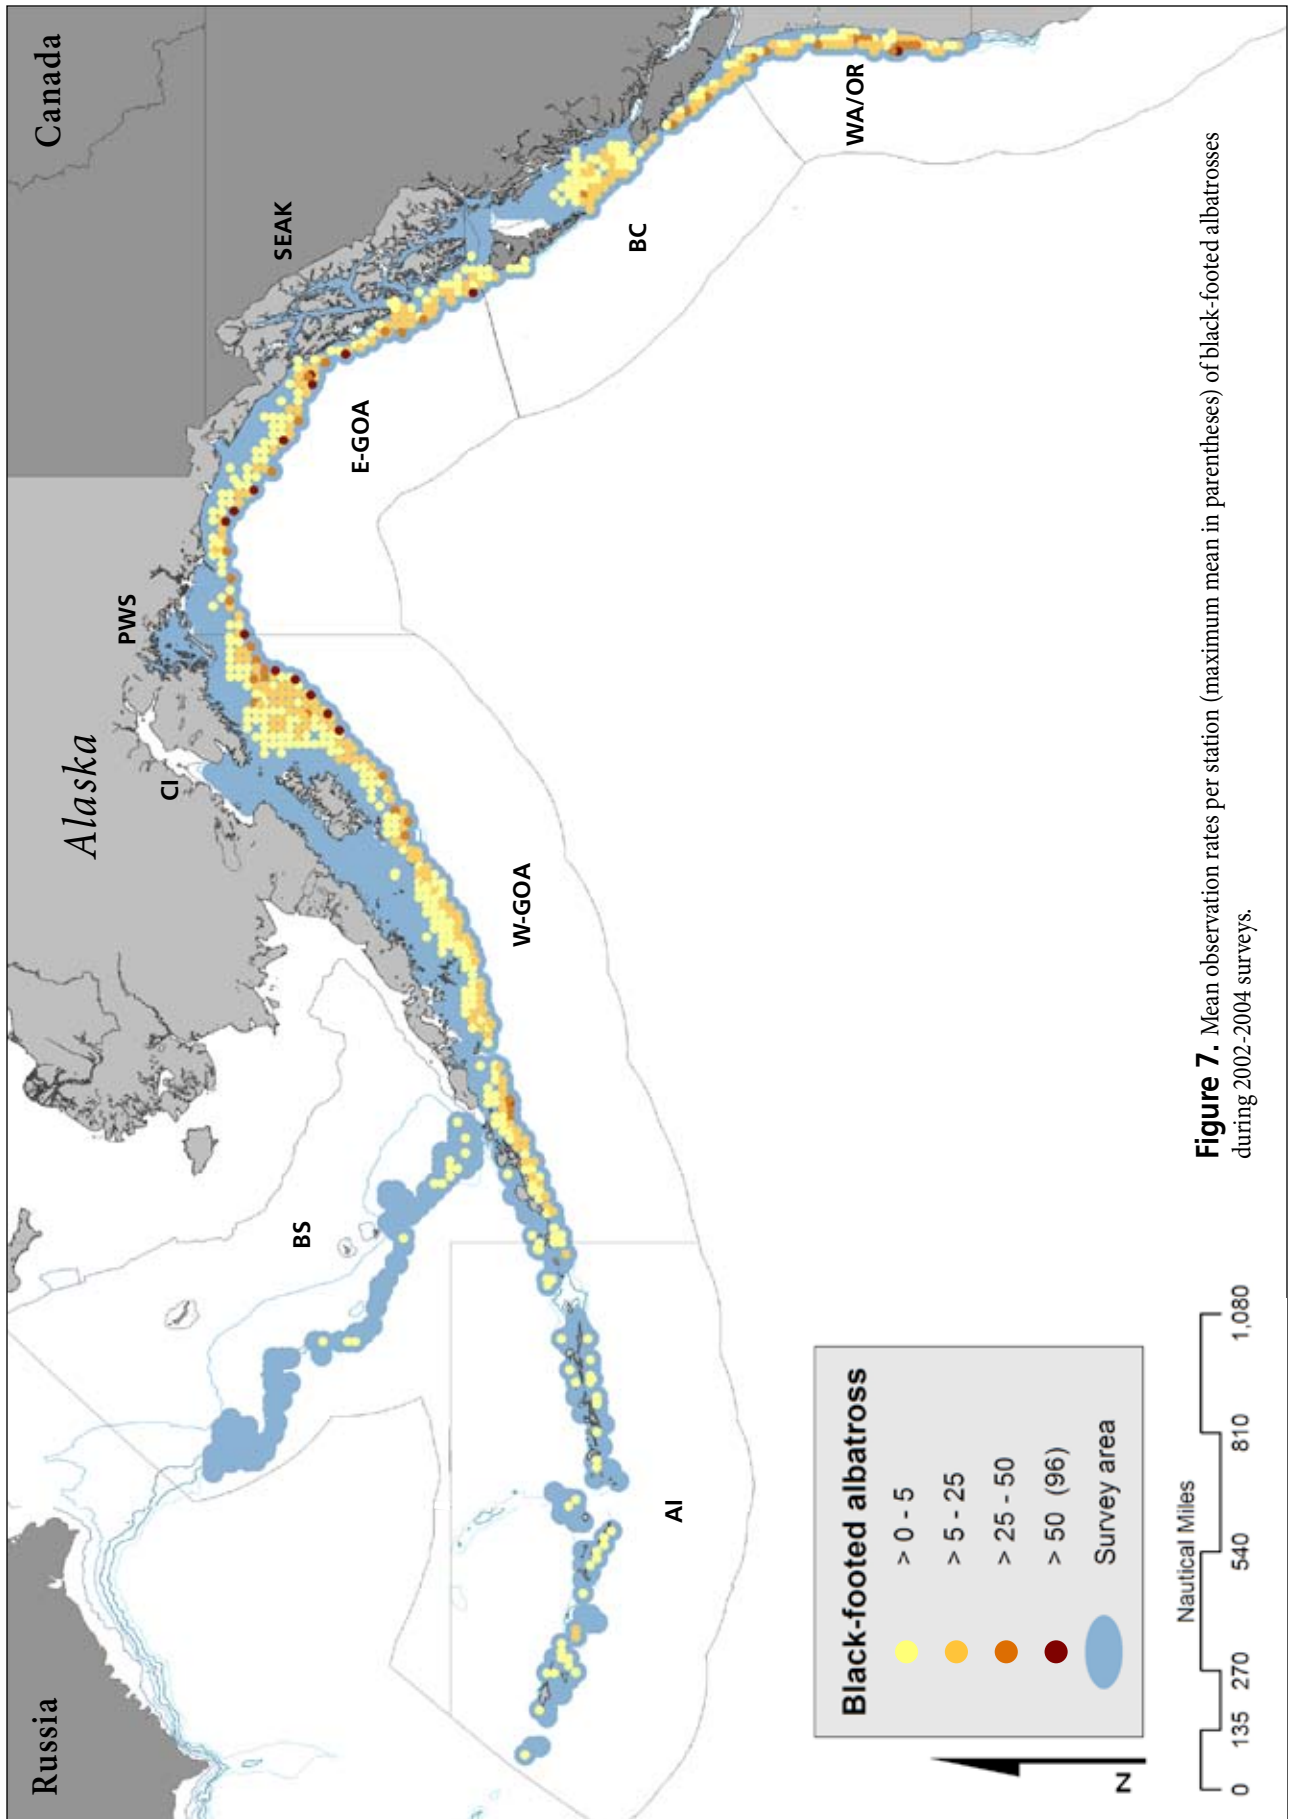 Canada
Russia
Alaska
SEAK
PWS
CI
BS
E-GOA
W-GOA
BC
WA/OR
AI
Black-footed albatross
> 0 - 5
> 5 - 25
> 25 - 50
> 50 (96)
Survey area
N
Nautical Miles
0 135 270 540 810 1,080
Figure 7. Mean observation rates per station (maximum mean in parentheses) of black-footed albatrosses
during 2002-2004 surveys.